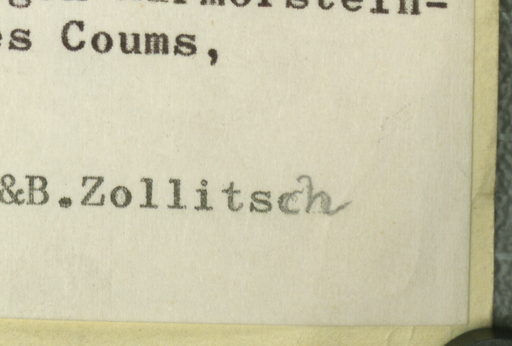 es Coums,
&B.Zollitsch